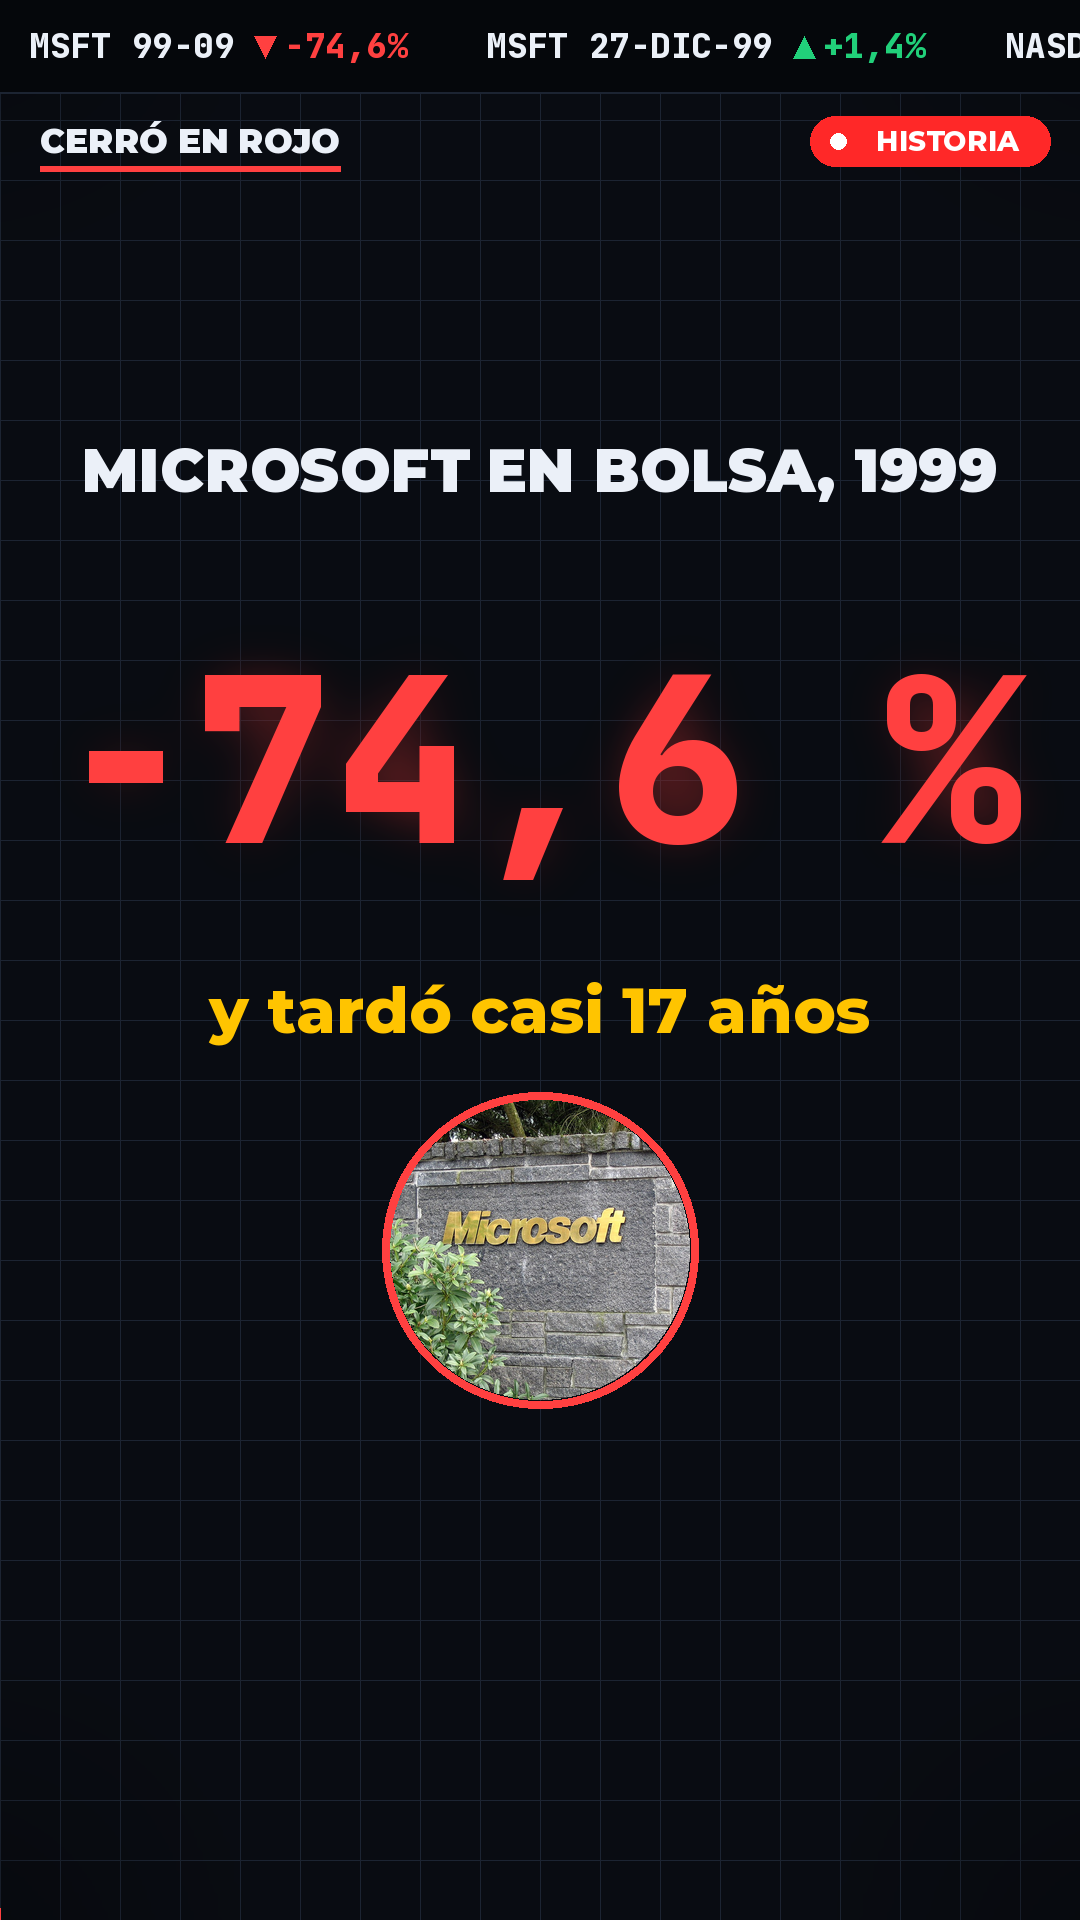 MSFT 99-09 ▼-74,6% MSFT 27-DIC-99 ▲+1,4% NASD
CERRÓ EN ROJO
HISTORIA
MICROSOFT EN BOLSA, 1999
-74,6 %
y tardó casi 17 años
Microsoft